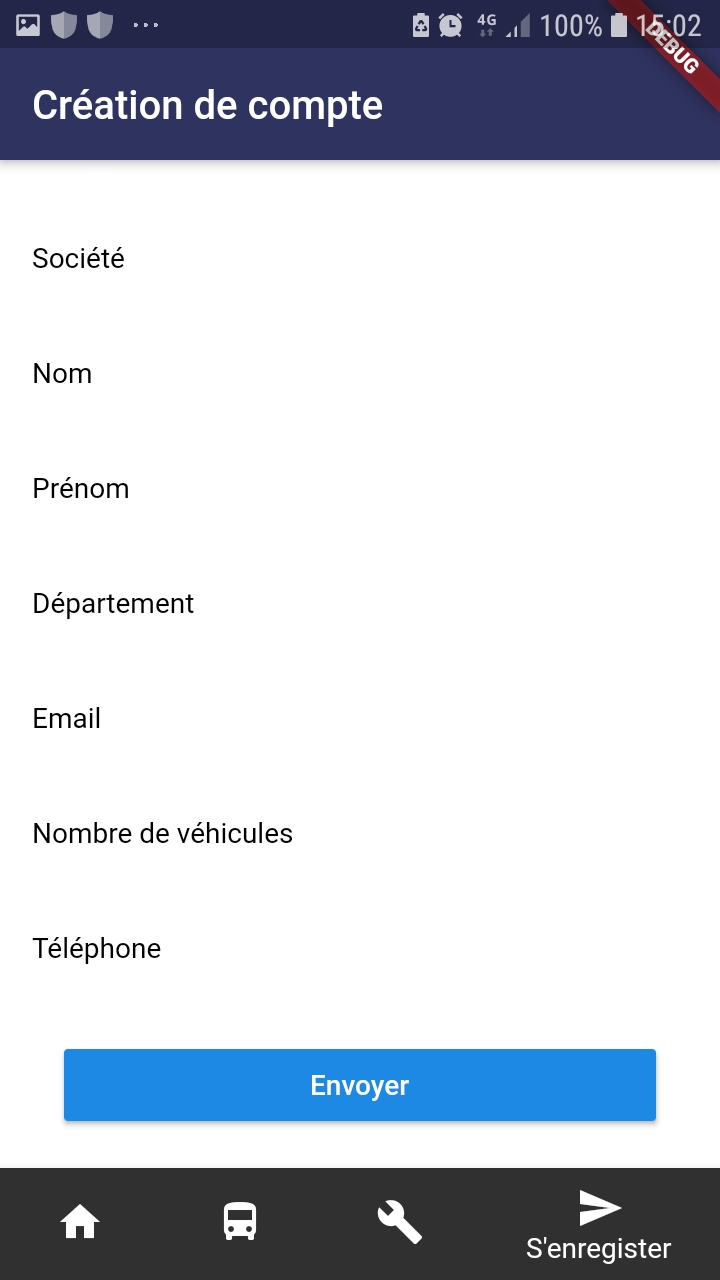 4G 100% 15:02
DEBUG
Création de compte
Société
Nom
Prénom
Département
Email
Nombre de véhicules
Téléphone
Envoyer
S'enregister